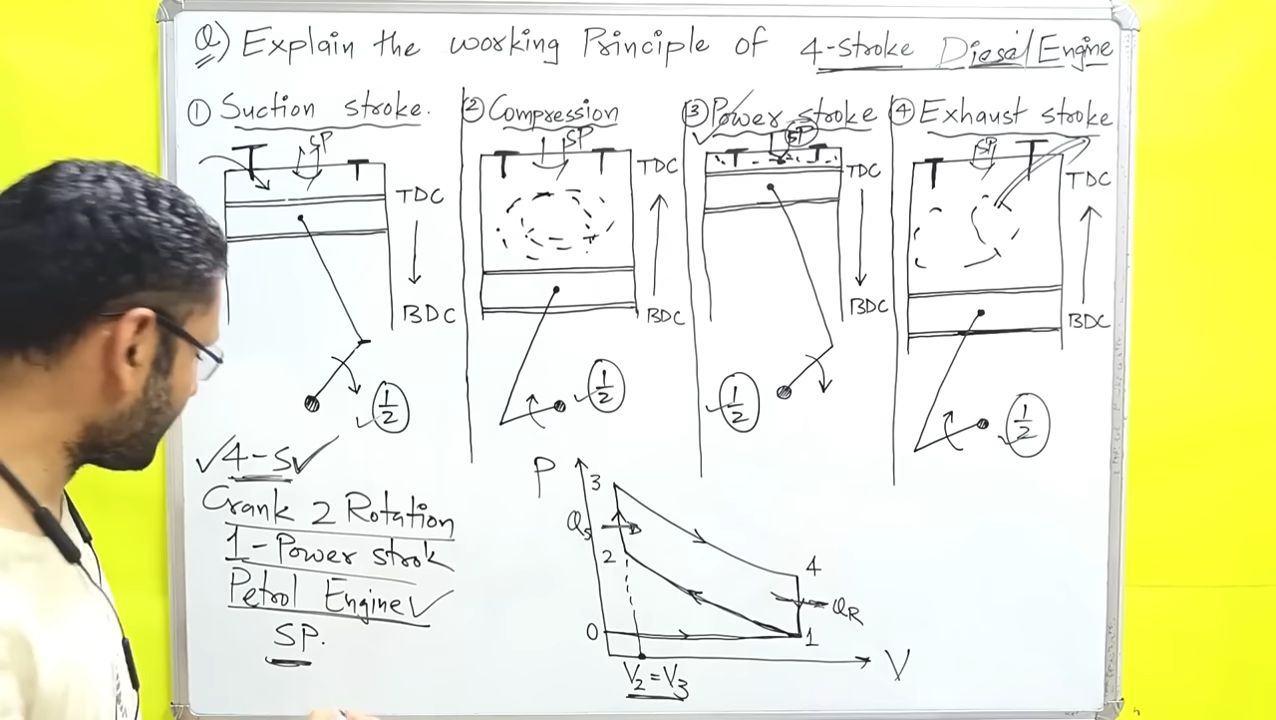 Q) Explain the working Principle of 4-stroke Diesel Engine
① Suction stroke.
SP
TDC
BDC
1/2
② Compression
SP
TDC
BDC
1/2
③ Power stroke
SP
TDC
BDC
1/2
④ Exhaust stroke
SP
TDC
BDC
1/2
✓4-S✓
Crank 2 Rotation
1-Power strok
Petrol Engine✓
SP.
P
3
Qs
2
4
QR
0
1
V
V₂=V₃